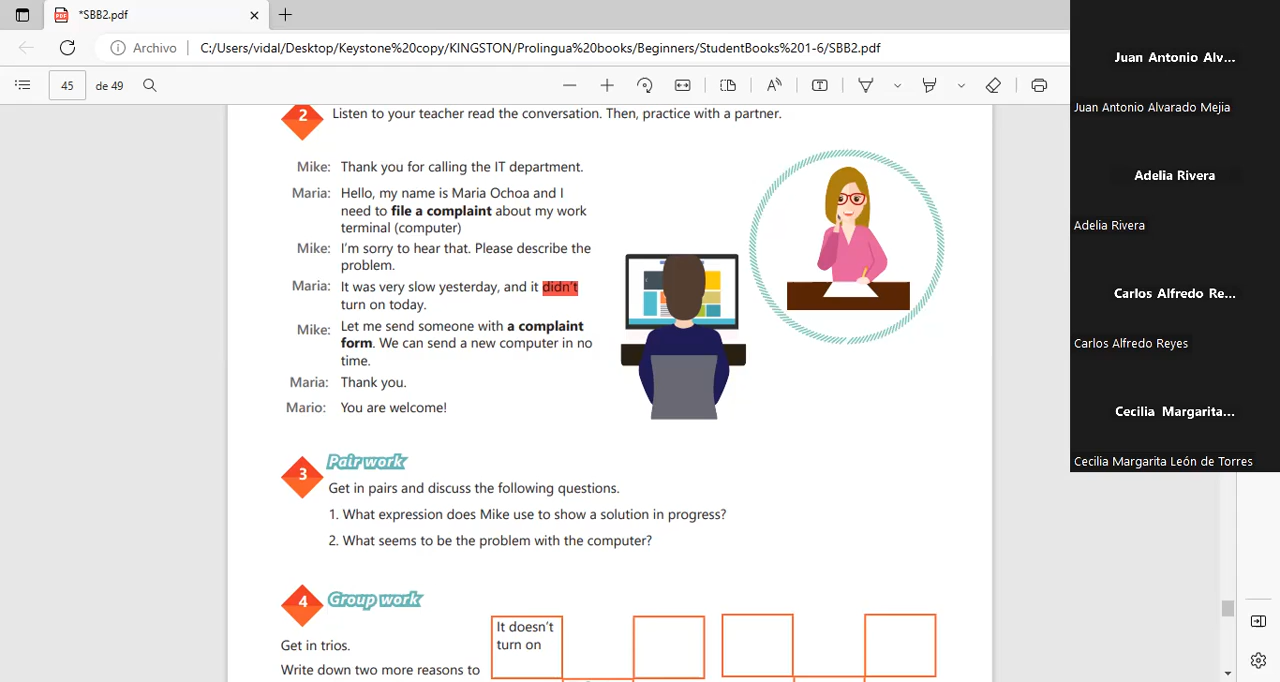 *SBB2.pdf
Archivo
C:/Users/vidal/Desktop/Keystone%20copy/KINGSTON/Prolingua%20books/Beginners/StudentBooks%201-6/SBB2.pdf
45 de 49
2 Listen to your teacher read the conversation. Then, practice with a partner.
Mike: Thank you for calling the IT department.
Maria: Hello, my name is Maria Ochoa and I
need to file a complaint about my work
terminal (computer)
Mike: I'm sorry to hear that. Please describe the
problem.
Maria: It was very slow yesterday, and it didn't
turn on today.
Mike: Let me send someone with a complaint
form. We can send a new computer in no
time.
Maria: Thank you.
Mario: You are welcome!
3 Pair work
Get in pairs and discuss the following questions.
1. What expression does Mike use to show a solution in progress?
2. What seems to be the problem with the computer?
4 Group work
Get in trios.
Write down two more reasons to
It doesn't
turn on
Juan Antonio Alv...
Juan Antonio Alvarado Mejia
Adelia Rivera
Adelia Rivera
Carlos Alfredo Re...
Carlos Alfredo Reyes
Cecilia Margarita...
Cecilia Margarita León de Torres